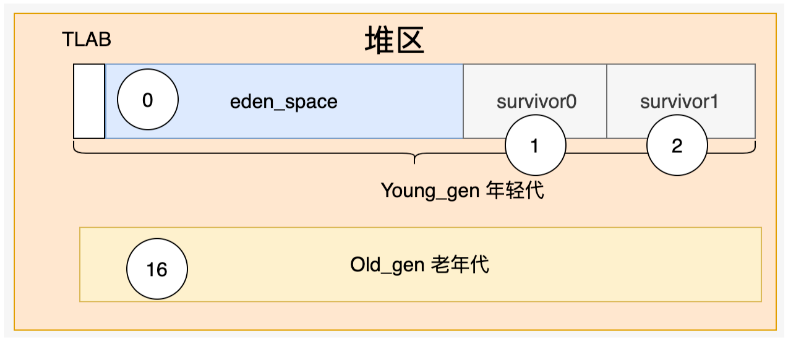 TLAB
堆区
0
eden_space
survivor0
survivor1
1
2
Young_gen 年轻代
16
Old_gen 老年代